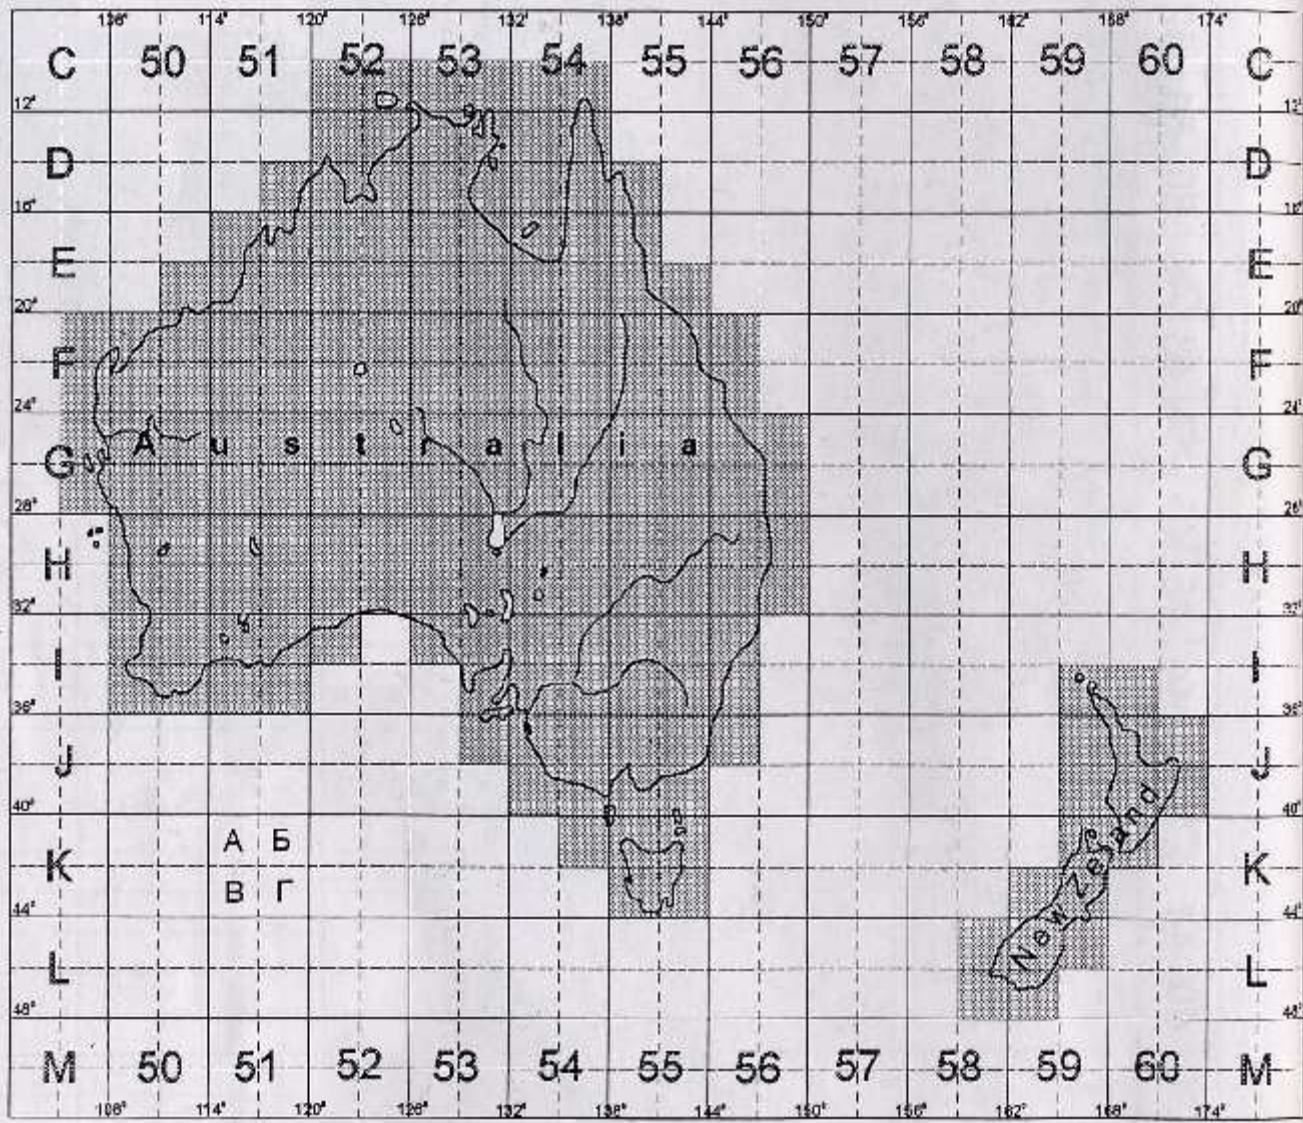 108° 114° 120° 126° 132° 138° 144° 150° 156° 162° 168° 174°
C 50 51 52 53 54 55 56 57 58 59 60 C
12° 12°
D D
16° 16°
E E
20° 20°
F F
24° 24°
A u s t r a l i a
G G
28° 28°
H H
32° 32°
I I
36° 36°
J J
40° 40°
New Zealand
А Б
K K
В Г
44° 44°
L L
48° 48°
M 50 51 52 53 54 55 56 57 58 59 60 M
108° 114° 120° 126° 132° 138° 144° 150° 156° 162° 168° 174°